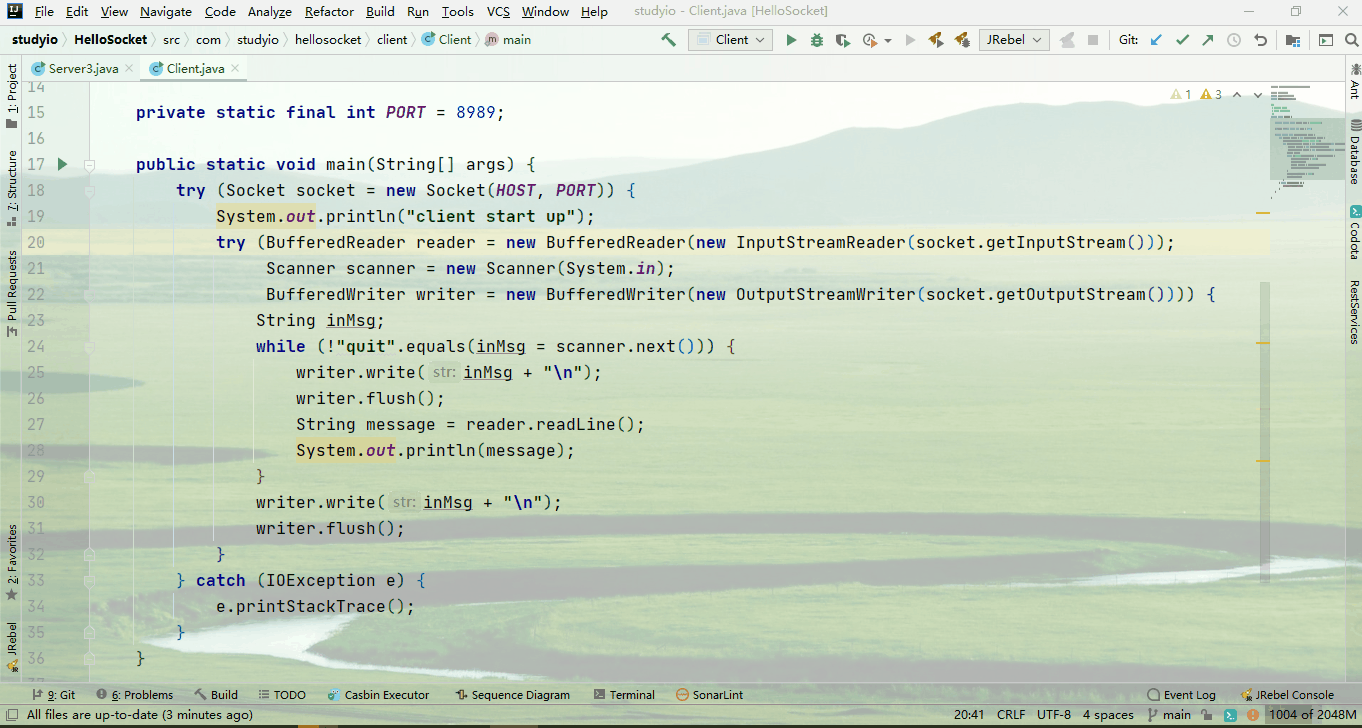 File Edit View Navigate Code Analyze Refactor Build Run Tools VCS Window Help studyio - Client.java [HelloSocket]
studyio HelloSocket src com studyio hellosocket client Client main Client JRebel Git:
Server3.java Client.java
1: Project
7: Structure
Pull Requests
2: Favorites
JRebel
14
15 private static final int PORT = 8989;
16
17 public static void main(String[] args) {
18 try (Socket socket = new Socket(HOST, PORT)) {
19 System.out.println("client start up");
20 try (BufferedReader reader = new BufferedReader(new InputStreamReader(socket.getInputStream()));
21 Scanner scanner = new Scanner(System.in);
22 BufferedWriter writer = new BufferedWriter(new OutputStreamWriter(socket.getOutputStream()))) {
23 String inMsg;
24 while (!"quit".equals(inMsg = scanner.next())) {
25 writer.write( str: inMsg + "\n");
26 writer.flush();
27 String message = reader.readLine();
28 System.out.println(message);
29 }
30 writer.write( str: inMsg + "\n");
31 writer.flush();
32 }
33 } catch (IOException e) {
34 e.printStackTrace();
35 }
36 }
1 3
Ant
Database
Codota
RestServices
9: Git 6: Problems Build TODO Casbin Executor Sequence Diagram Terminal SonarLint Event Log JRebel Console
All files are up-to-date (3 minutes ago) 20:41 CRLF UTF-8 4 spaces main 1004 of 2048M